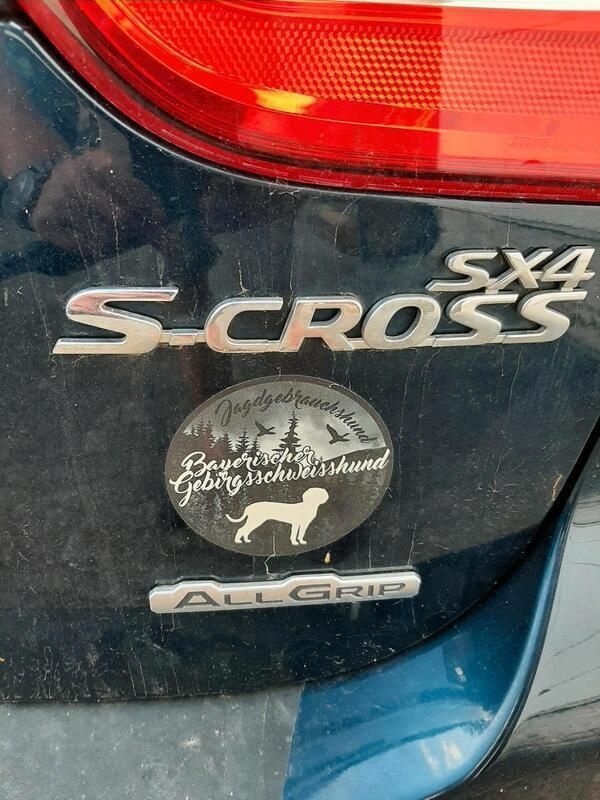 SX4
S-CROSS
Jagdgebrauchshund
Bayerischer
Gebirgsschweisshund
ALLGRIP